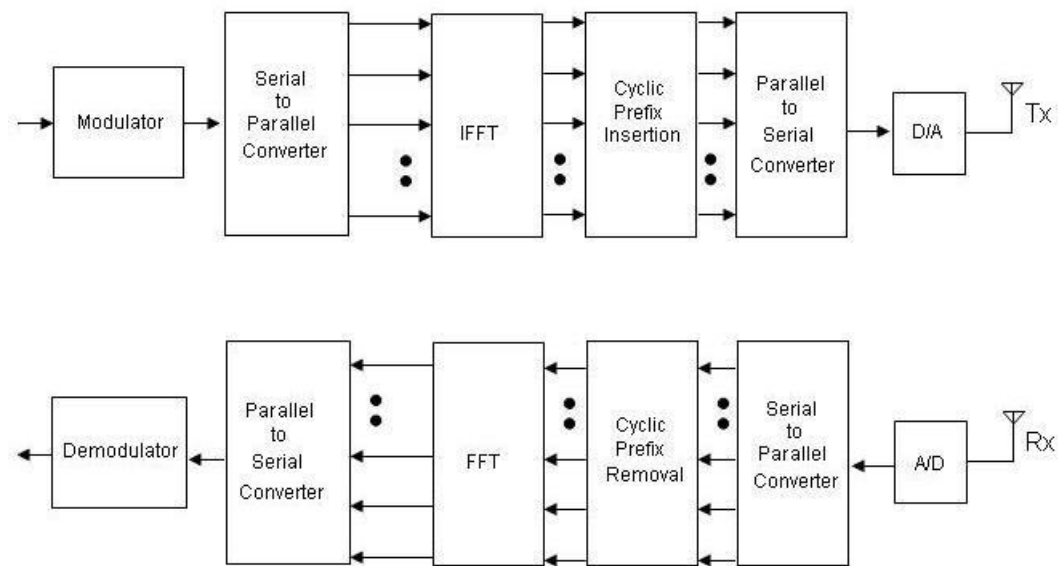 Modulator
Serial
to
Parallel
Converter
IFFT
Cyclic
Prefix
Insertion
Parallel
to
Serial
Converter
D/A
Tx
Demodulator
Parallel
to
Serial
Converter
FFT
Cyclic
Prefix
Removal
Serial
to
Parallel
Converter
A/D
Rx